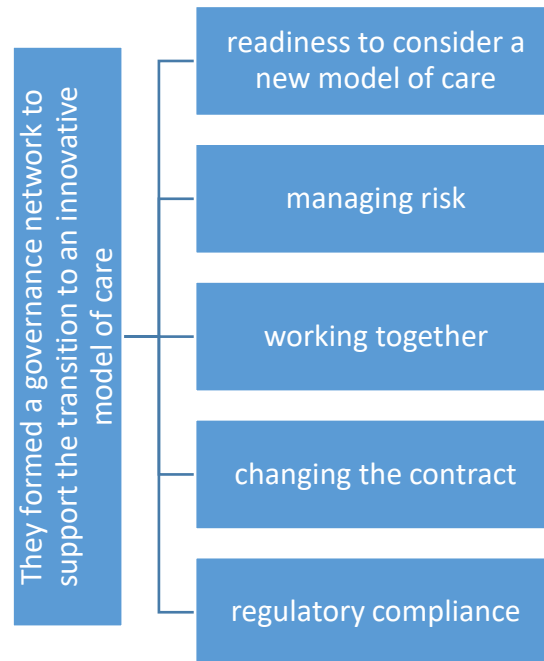 They formed a governance network to
support the transition to an innovative
model of care
readiness to consider a
new model of care
managing risk
working together
changing the contract
regulatory compliance